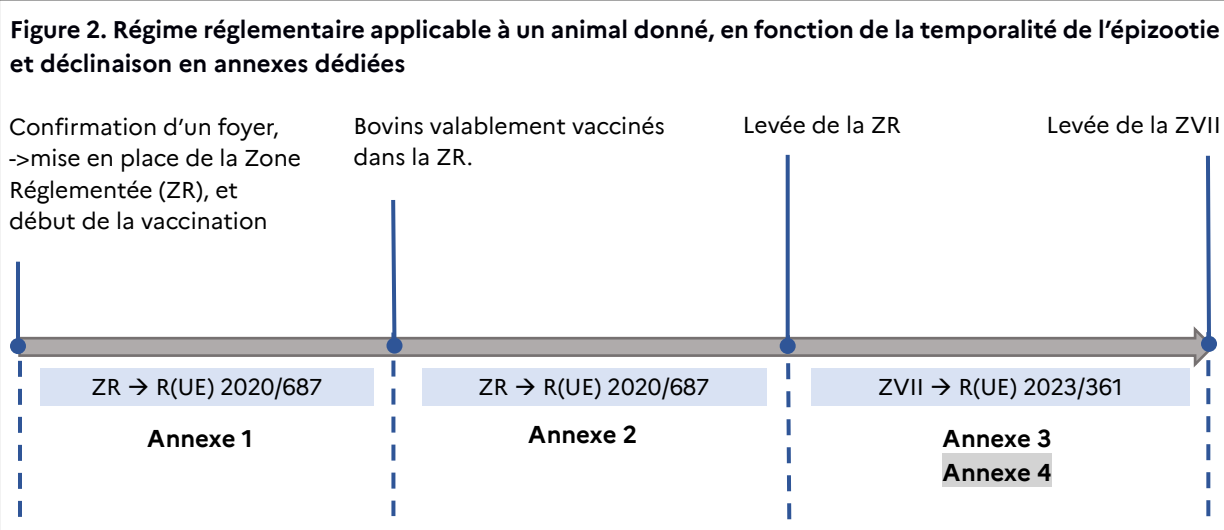 Figure 2. Régime réglementaire applicable à un animal donné, en fonction de la temporalité de l’épizootie
et déclinaison en annexes dédiées
Confirmation d’un foyer,
->mise en place de la Zone
Réglementée (ZR), et
début de la vaccination
Bovins valablement vaccinés
dans la ZR.
Levée de la ZR
Levée de la ZVII
ZR → R(UE) 2020/687
ZR → R(UE) 2020/687
ZVII → R(UE) 2023/361
Annexe 1
Annexe 2
Annexe 3
Annexe 4